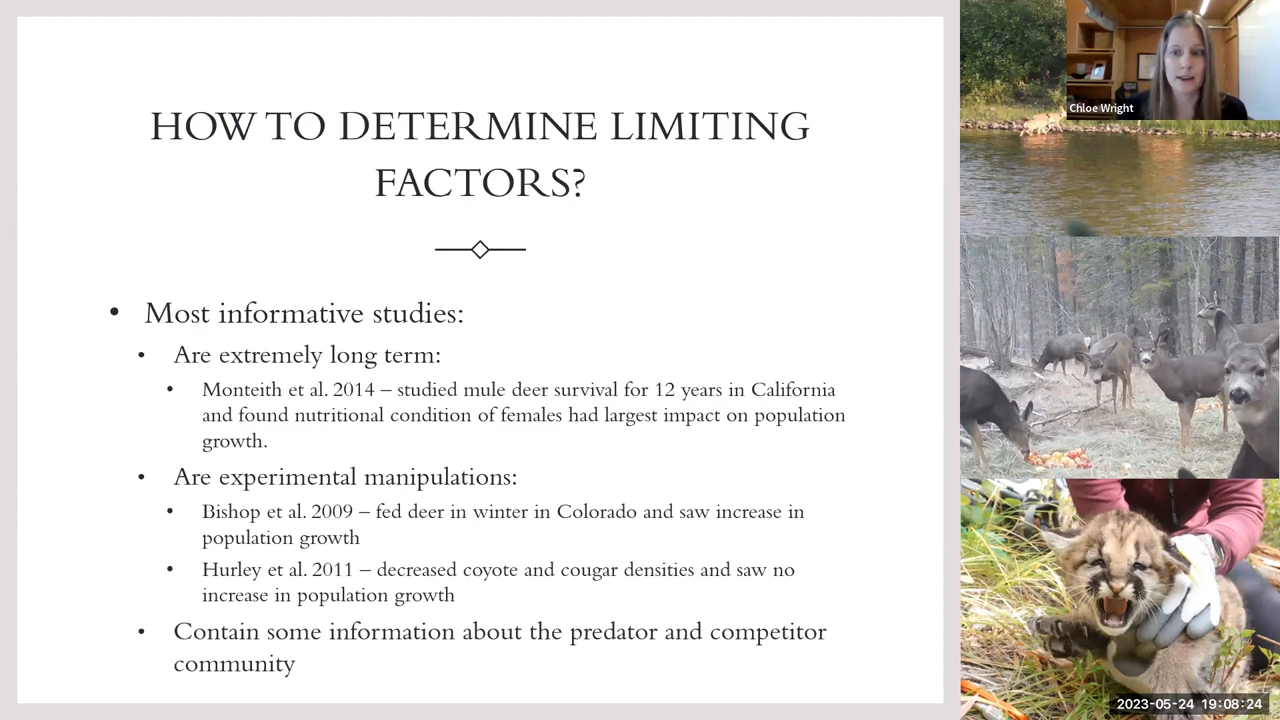 HOW TO DETERMINE LIMITING
FACTORS?
• Most informative studies:
• Are extremely long term:
• Monteith et al. 2014 – studied mule deer survival for 12 years in California
and found nutritional condition of females had largest impact on population
growth.
• Are experimental manipulations:
• Bishop et al. 2009 – fed deer in winter in Colorado and saw increase in
population growth
• Hurley et al. 2011 – decreased coyote and cougar densities and saw no
increase in population growth
• Contain some information about the predator and competitor
community
Chloe Wright
2023-05-24 19:08:24